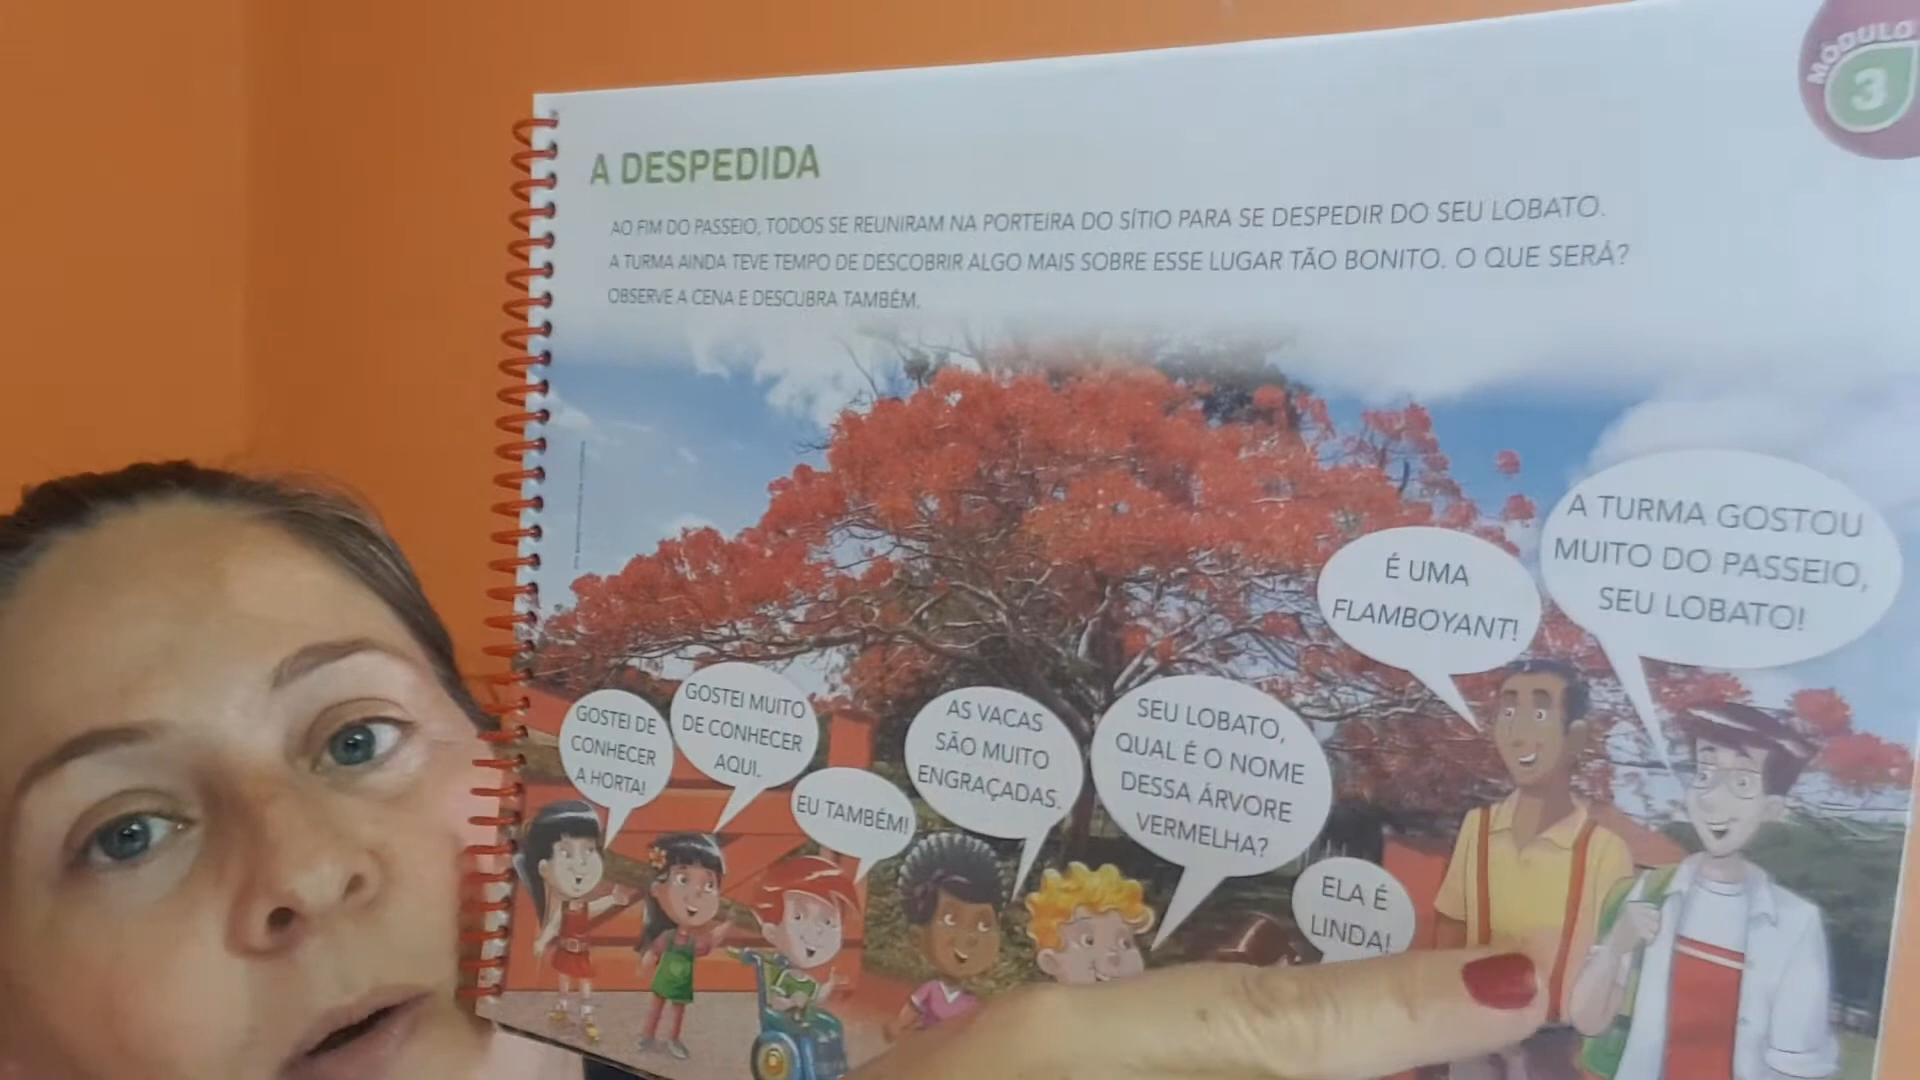 MÓDULO
3
A DESPEDIDA
AO FIM DO PASSEIO, TODOS SE REUNIRAM NA PORTEIRA DO SÍTIO PARA SE DESPEDIR DO SEU LOBATO.
A TURMA AINDA TEVE TEMPO DE DESCOBRIR ALGO MAIS SOBRE ESSE LUGAR TÃO BONITO. O QUE SERÁ?
OBSERVE A CENA E DESCUBRA TAMBÉM.
GOSTEI DE
CONHECER
A HORTA!
GOSTEI MUITO
DE CONHECER
AQUI.
EU TAMBÉM!
AS VACAS
SÃO MUITO
ENGRAÇADAS.
SEU LOBATO,
QUAL É O NOME
DESSA ÁRVORE
VERMELHA?
ELA É
LINDA!
É UMA
FLAMBOYANT!
A TURMA GOSTOU
MUITO DO PASSEIO,
SEU LOBATO!